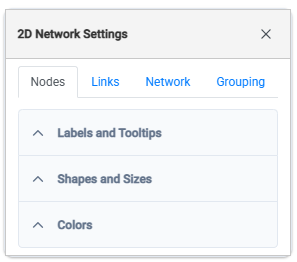 2D Network Settings
Nodes Links Network Grouping
Labels and Tooltips
Shapes and Sizes
Colors